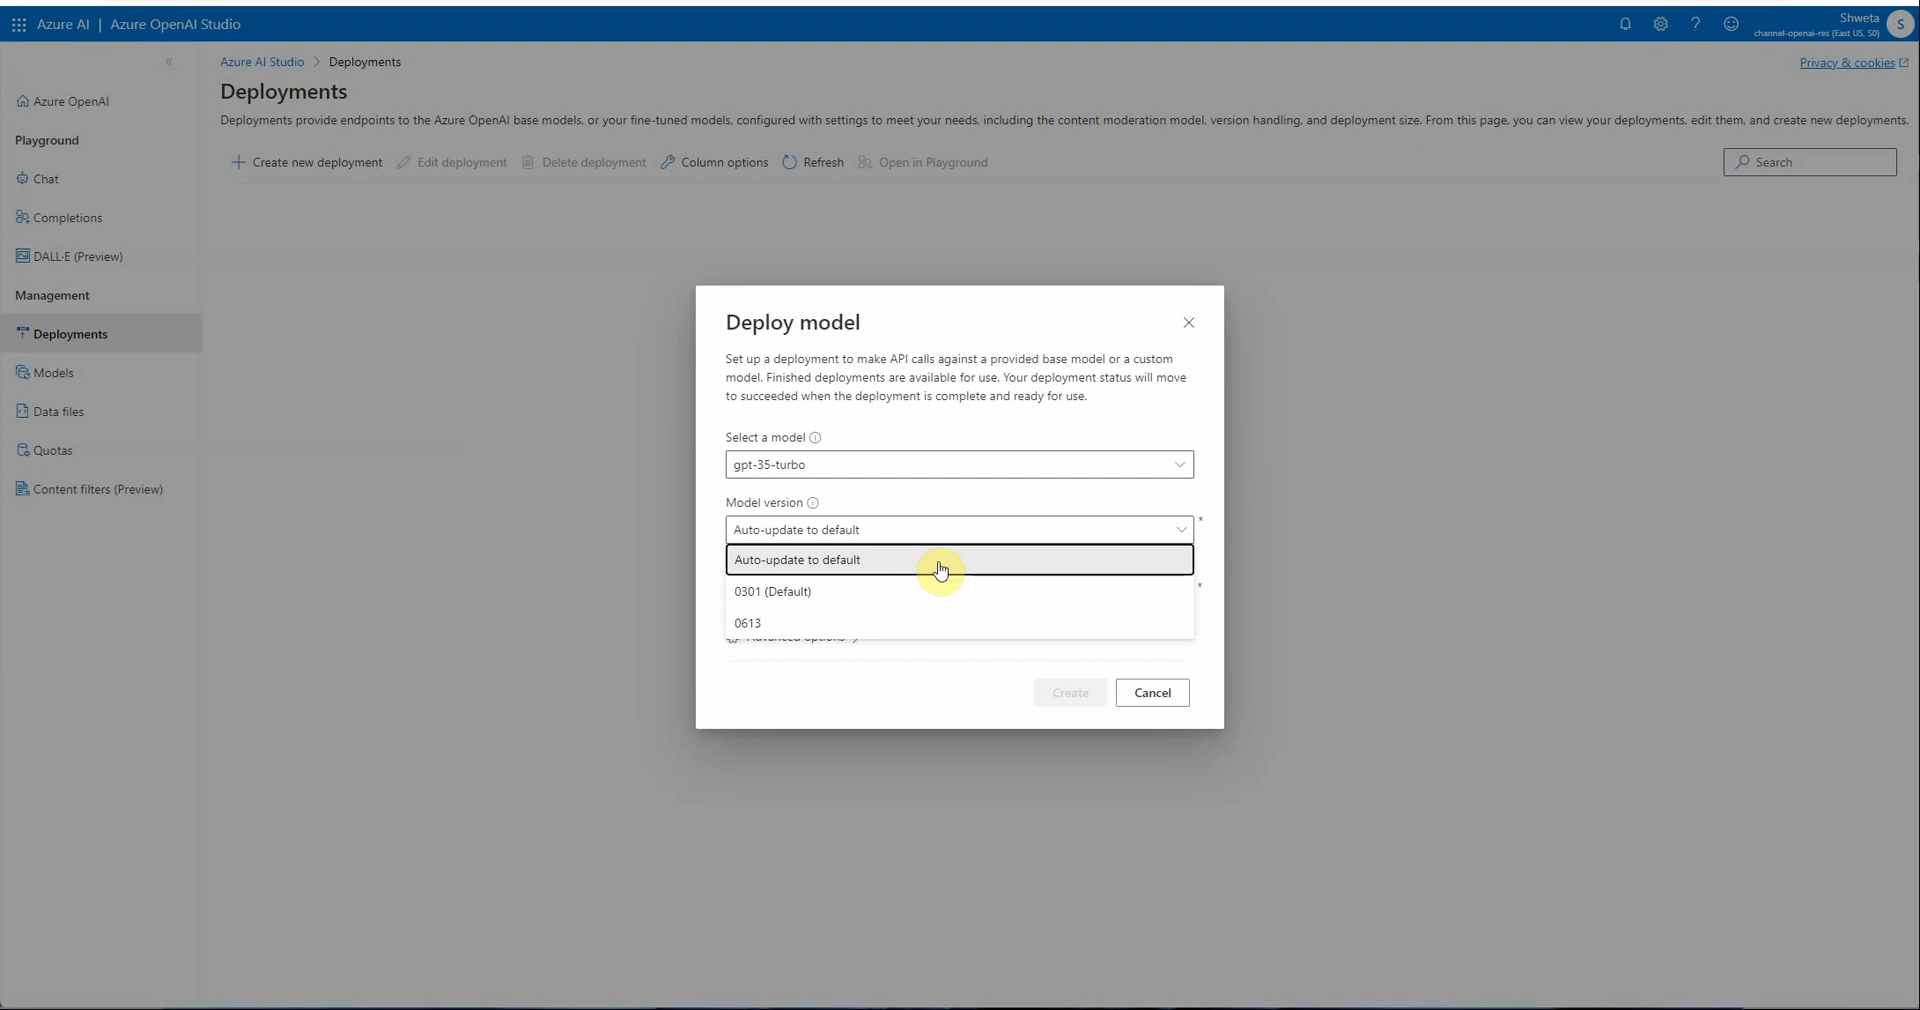 Azure AI | Azure OpenAI Studio
Shweta
channel-openai-res (East US, S0)
S
Azure AI Studio > Deployments
Privacy & cookies
Deployments
Deployments provide endpoints to the Azure OpenAI base models, or your fine-tuned models, configured with settings to meet your needs, including the content moderation model, version handling, and deployment size. From this page, you can view your deployments, edit them, and create new deployments.
Create new deployment Edit deployment Delete deployment Column options Refresh Open in Playground
Search
Azure OpenAI
Playground
Chat
Completions
DALL·E (Preview)
Management
Deployments
Models
Data files
Quotas
Content filters (Preview)
Deploy model
Set up a deployment to make API calls against a provided base model or a custom
model. Finished deployments are available for use. Your deployment status will move
to succeeded when the deployment is complete and ready for use.
Select a model
gpt-35-turbo
Model version
Auto-update to default
*
Auto-update to default
0301 (Default)
*
0613
Advanced options
Create
Cancel